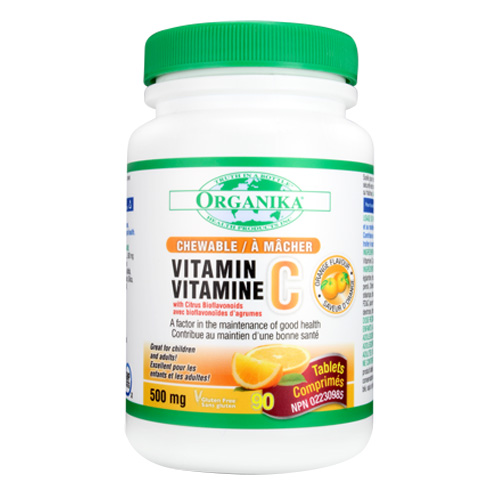 TRUTH IN A BOTTLE
ORGANIKA®
HEALTH PRODUCTS INC.
CHEWABLE / À MÂCHER
VITAMIN
VITAMINE
C
with Citrus Bioflavonoids
avec bioflavonoïdes d'agrumes
ORANGE FLAVOUR
SAVEUR D'ORANGE
A factor in the maintenance of good health
Contribue au maintien d'une bonne santé
Great for children
and adults!
Excellent pour les
enfants et les adultes!
500 mg
Gluten Free
Sans gluten
90
Tablets
Comprimés
NPN 02230985